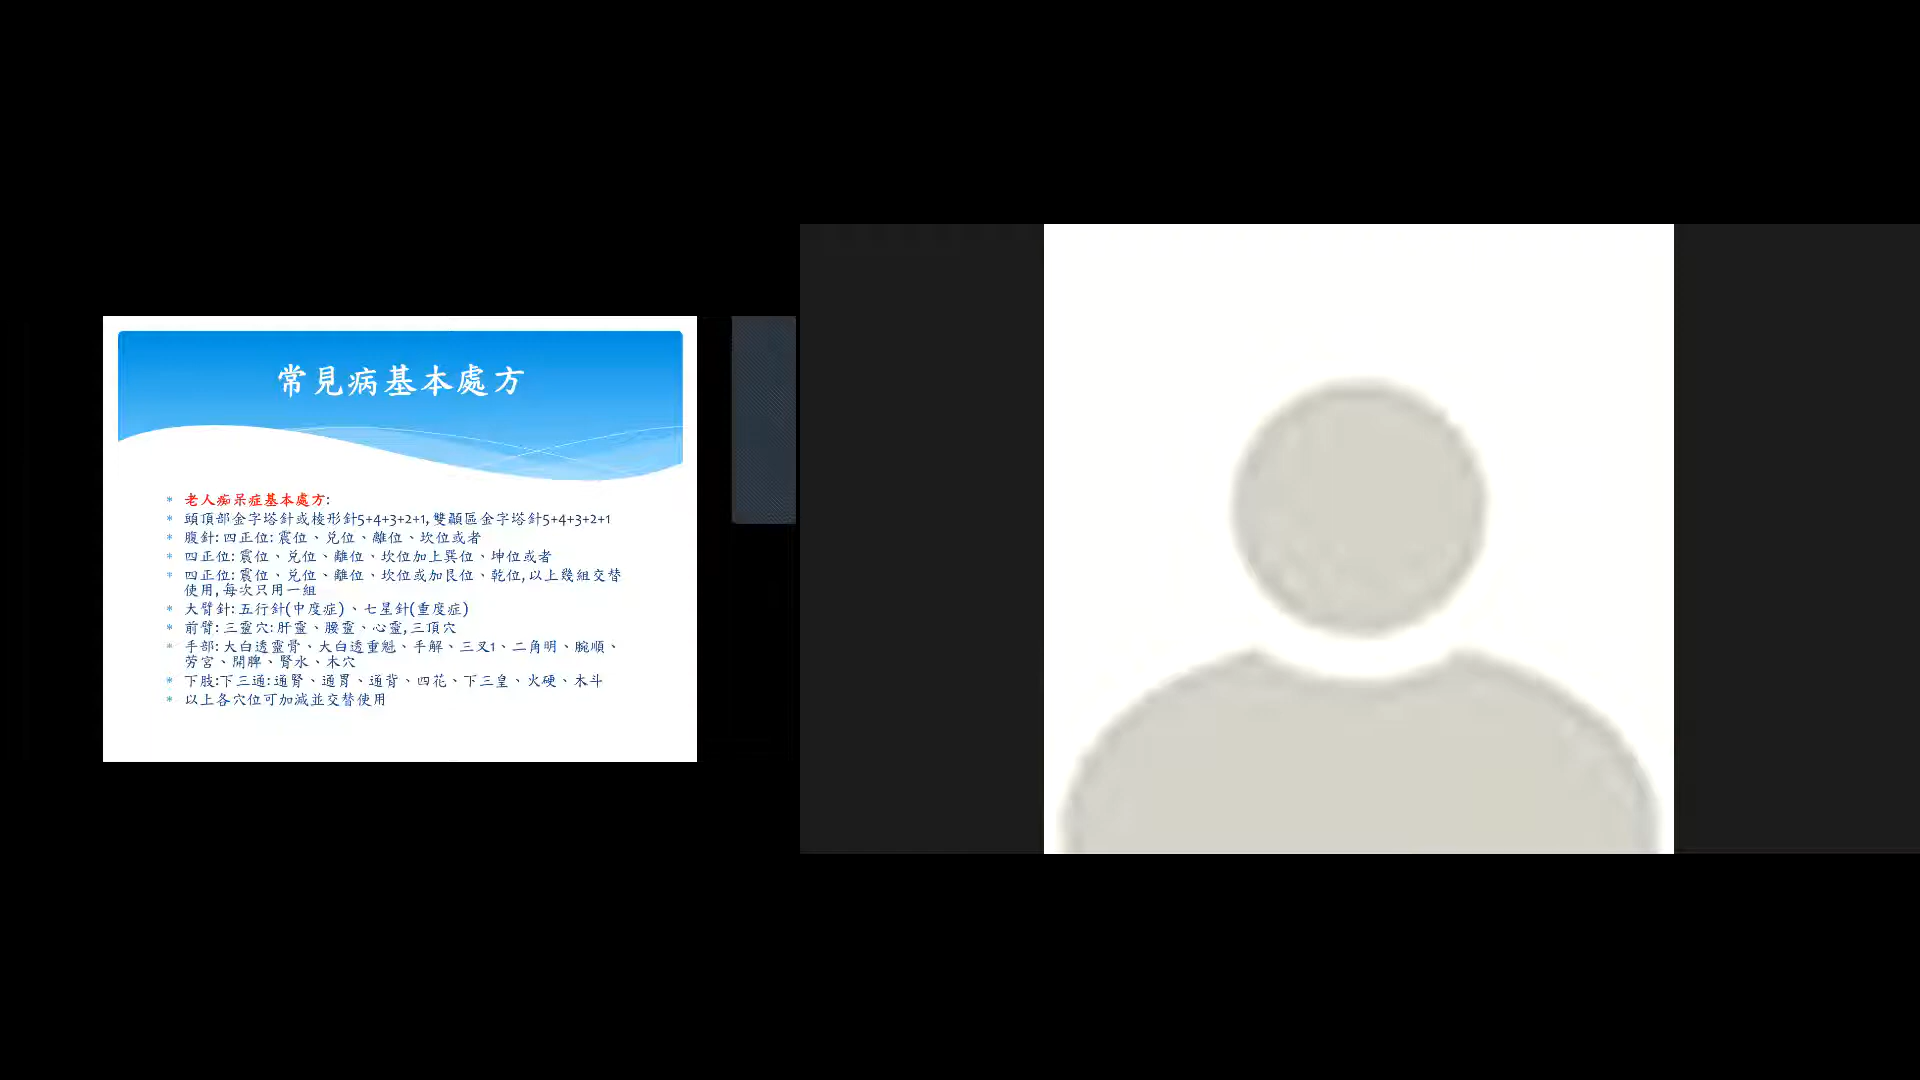 常見病基本處方
老人痴呆症基本處方:
頭頂部金字塔針或棱形針5+4+3+2+1, 雙顳區金字塔針5+4+3+2+1
腹針: 四正位: 震位、兌位、離位、坎位或者
四正位: 震位、兌位、離位、坎位加上巽位、坤位或者
四正位: 震位、兌位、離位、坎位或加艮位、乾位, 以上幾組交替
使用, 每次只用一組
大臂針: 五行針(中度症)、七星針(重度症)
前臂: 三靈穴: 肝靈、腰靈、心靈, 三頂穴
手部: 大白透靈骨、大白透重魁、手解、三叉1、二角明、腕順、
勞宮、開脾、腎水、木穴
下肢:下三通: 通腎、通胃、通背、四花、下三皇、火硬、木斗
以上各穴位可加減並交替使用